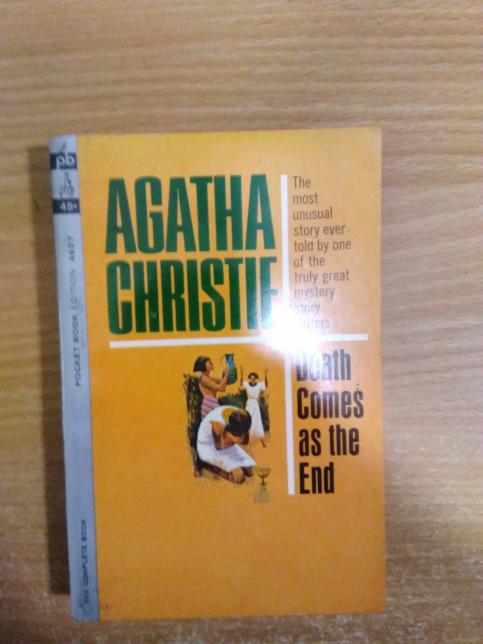 pb
45¢
POCKET BOOK EDITION 4657
THE COMPLETE BOOK
AGATHA
CHRISTIE
The
most
unusual
story ever
told by one
of the
truly great
mystery
story
writers
Death
Comes
as the
End